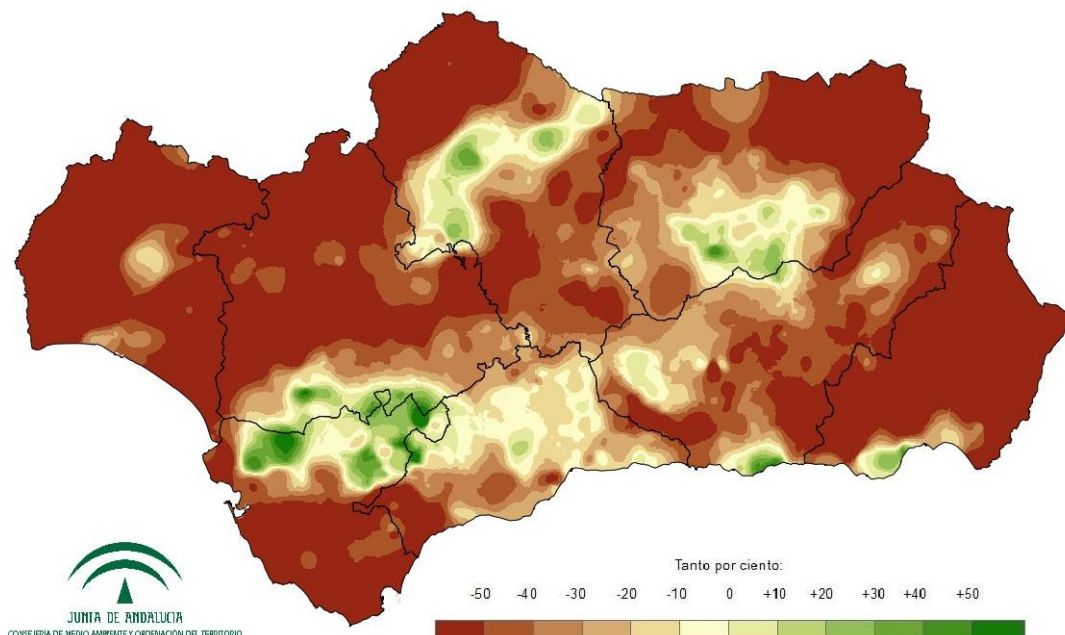 Tanto por ciento:
-50 -40 -30 -20 -10 0 +10 +20 +30 +40 +50
JUNTA DE ANDALUCIA
CONSEJERIA DE MEDIO AMBIENTE Y ORDENACIÓN DEL TERRITORIO